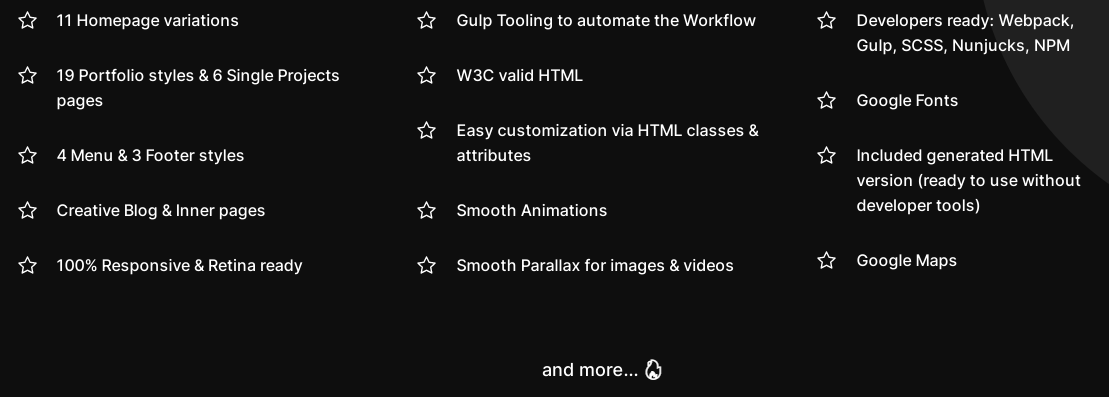 11 Homepage variations
19 Portfolio styles & 6 Single Projects
pages
4 Menu & 3 Footer styles
Creative Blog & Inner pages
100% Responsive & Retina ready
Gulp Tooling to automate the Workflow
W3C valid HTML
Easy customization via HTML classes &
attributes
Smooth Animations
Smooth Parallax for images & videos
Developers ready: Webpack,
Gulp, SCSS, Nunjucks, NPM
Google Fonts
Included generated HTML
version (ready to use without
developer tools)
Google Maps
and more...